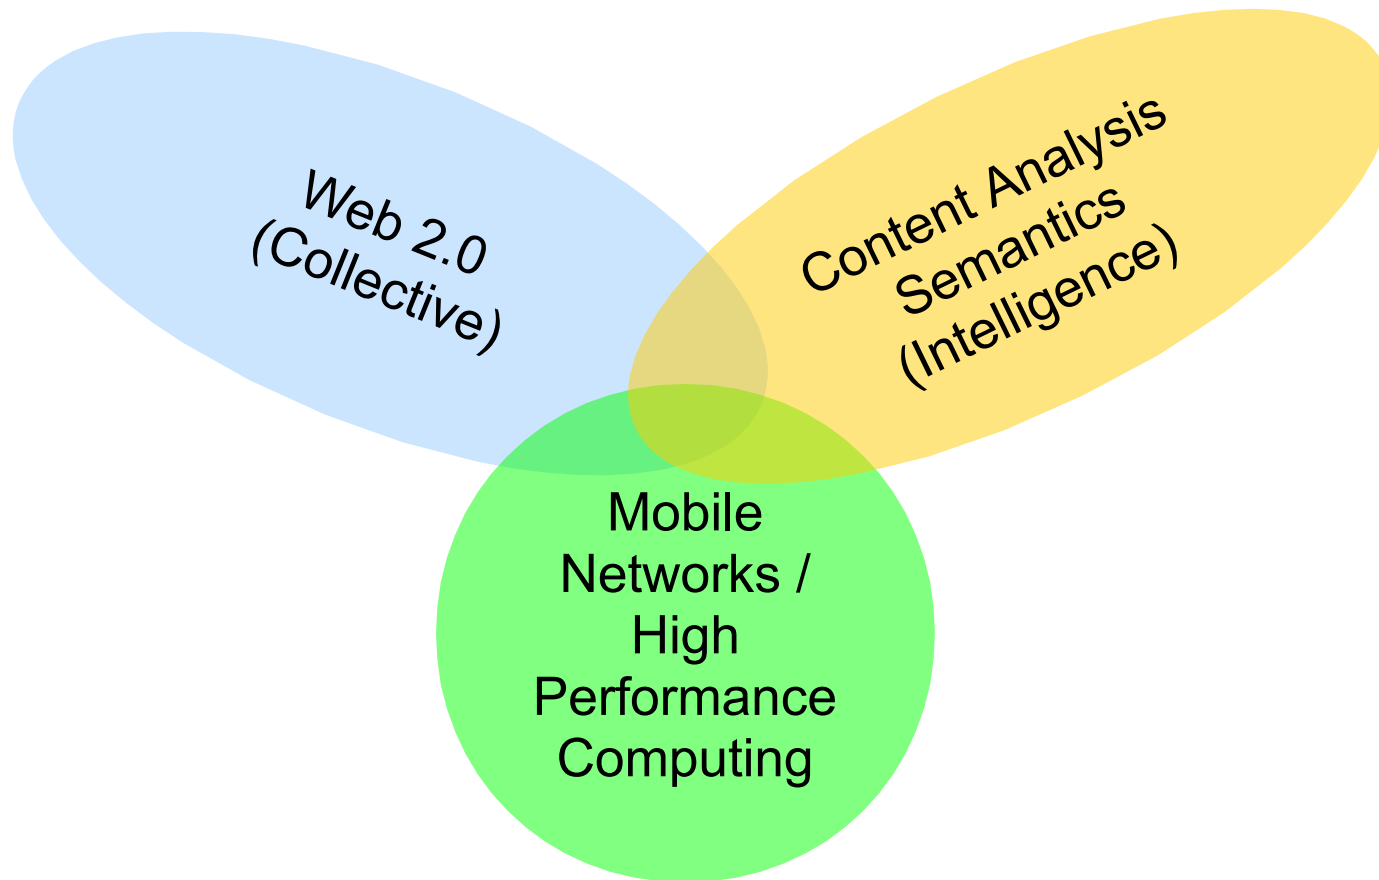 Web 2.0
(Collective)
Content Analysis
Semantics
(Intelligence)
Mobile
Networks /
High
Performance
Computing